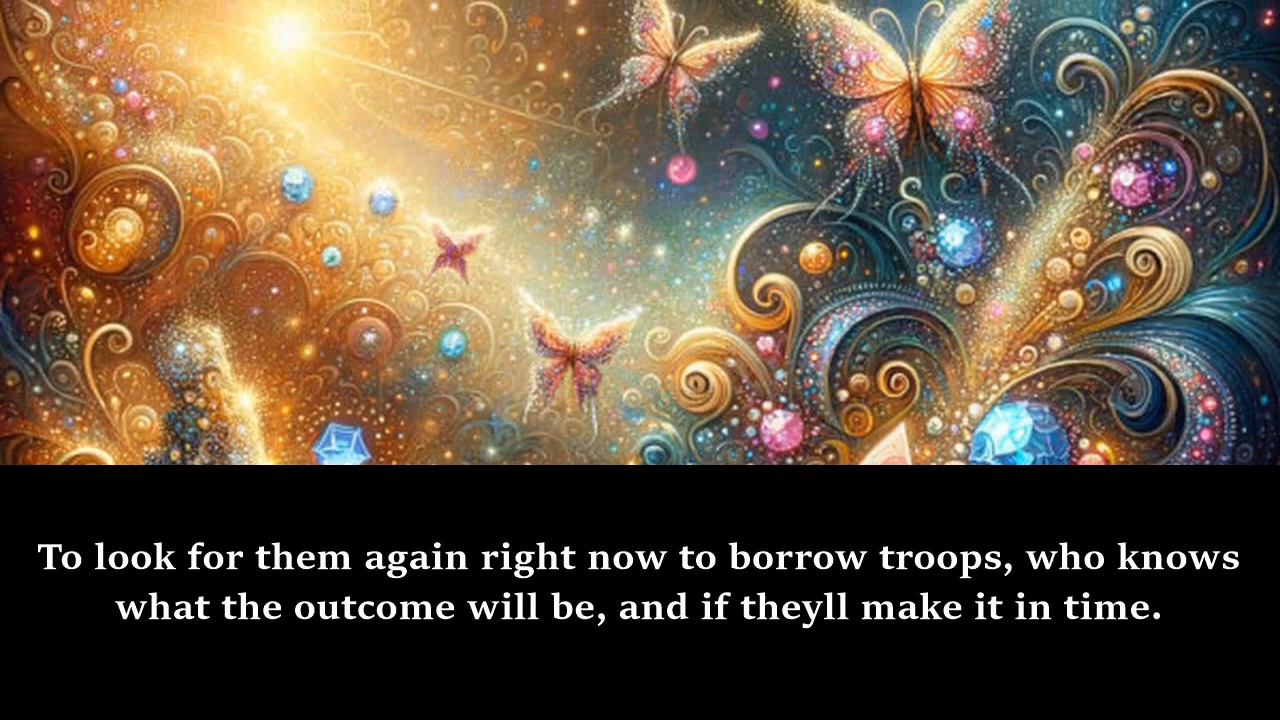 To look for them again right now to borrow troops, who knows
what the outcome will be, and if theyll make it in time.